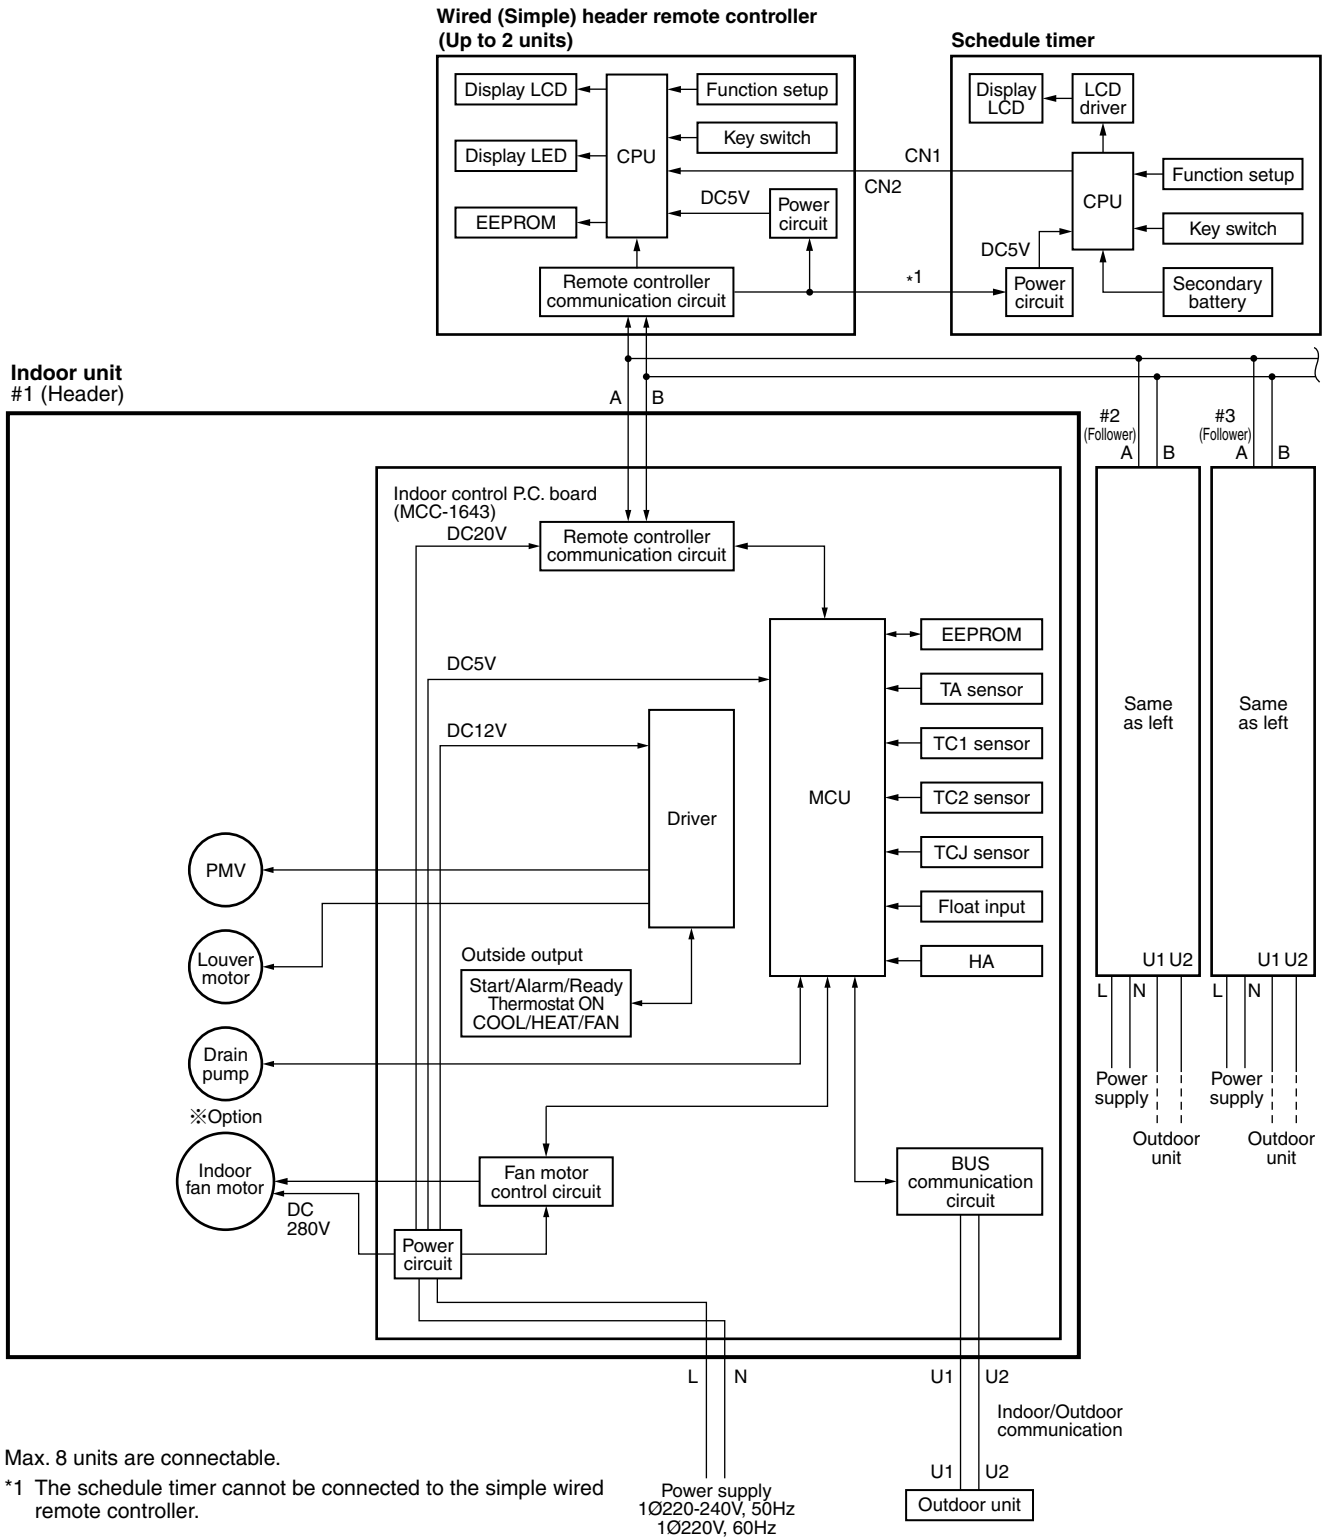 Wired (Simple) header remote controller
(Up to 2 units)
Schedule timer
Display LCD
Function setup
Key switch
Display LED
CPU
EEPROM
DC5V
Power
circuit
Remote controller
communication circuit
CN1
CN2
*1
Display
LCD
LCD
driver
CPU
Function setup
Key switch
DC5V
Power
circuit
Secondary
battery
Indoor unit
#1 (Header)
A
B
#2
(Follower)
A
B
#3
(Follower)
A
B
Indoor control P.C. board
(MCC-1643)
DC20V
Remote controller
communication circuit
DC5V
DC12V
Driver
MCU
EEPROM
TA sensor
TC1 sensor
TC2 sensor
TCJ sensor
Float input
HA
Same
as left
Same
as left
PMV
Louver
motor
Drain
pump
※Option
Indoor
fan motor
DC
280V
Outside output
Start/Alarm/Ready
Thermostat ON
COOL/HEAT/FAN
Fan motor
control circuit
Power
circuit
BUS
communication
circuit
U1 U2
L
N
Power
supply
Outdoor
unit
U1 U2
L
N
Power
supply
Outdoor
unit
L
N
U1
U2
Indoor/Outdoor
communication
U1
U2
Outdoor unit
Power supply
1Ø220-240V, 50Hz
1Ø220V, 60Hz
Max. 8 units are connectable.
*1 The schedule timer cannot be connected to the simple wired
remote controller.